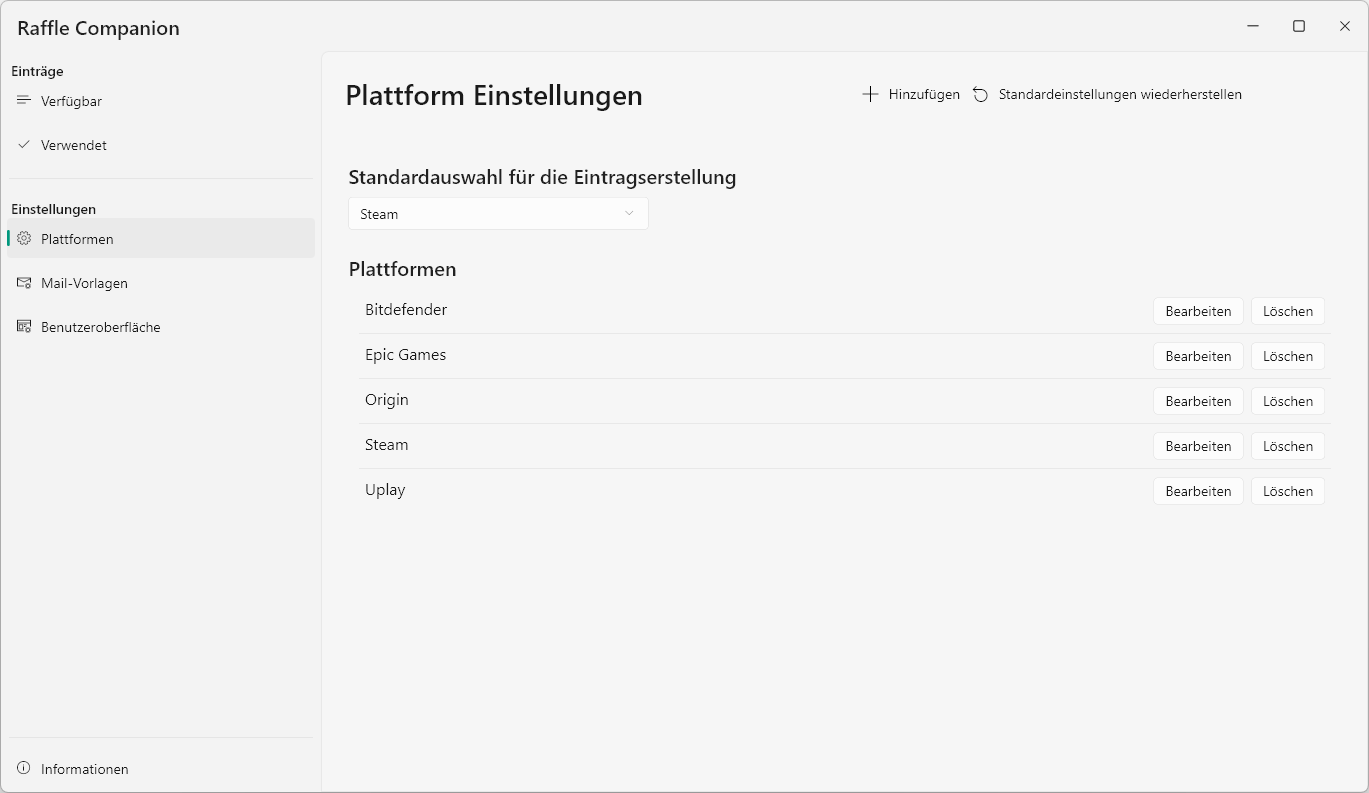 Raffle Companion
Einträge
Verfügbar
Verwendet
Einstellungen
Plattformen
Mail-Vorlagen
Benutzeroberfläche
Informationen
Plattform Einstellungen
Hinzufügen
Standardeinstellungen wiederherstellen
Standardauswahl für die Eintragserstellung
Steam
Plattformen
Bitdefender Bearbeiten Löschen
Epic Games Bearbeiten Löschen
Origin Bearbeiten Löschen
Steam Bearbeiten Löschen
Uplay Bearbeiten Löschen